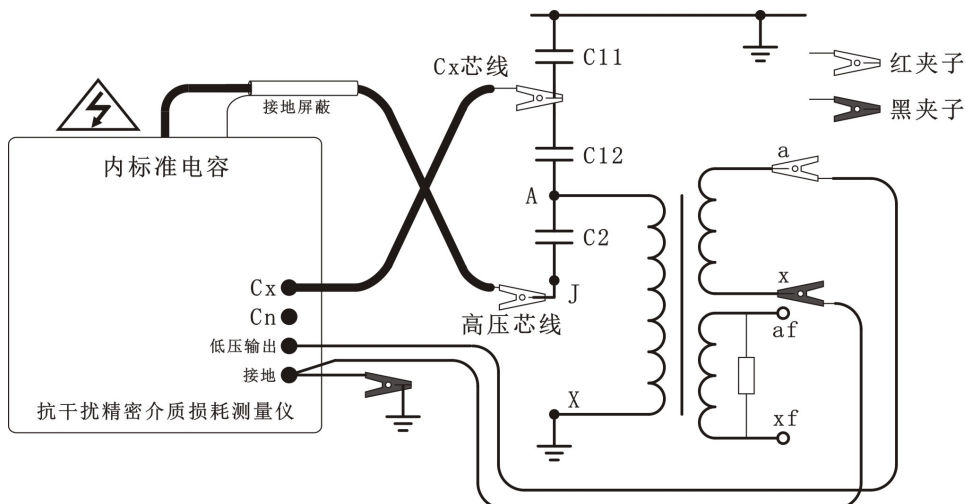 C11
Cx芯线
红夹子
接地屏蔽
黑夹子
内标准电容
C12
a
A
C2
Cx
J
x
Cn
高压芯线
af
低压输出
接地
X
抗干扰精密介质损耗测量仪
xf